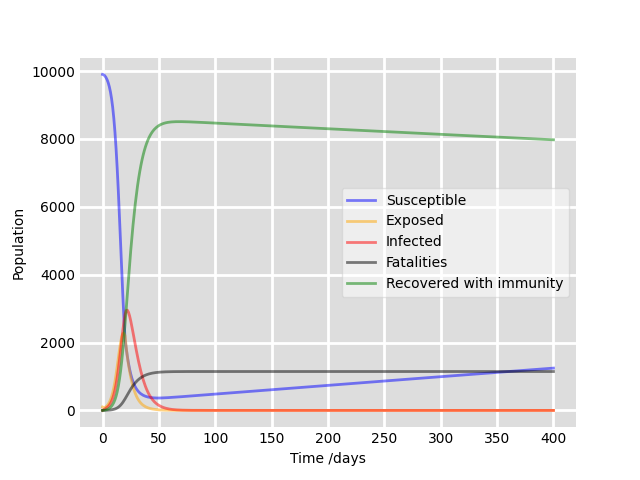 10000
8000
6000
4000
2000
0
Population
Susceptible
Exposed
Infected
Fatalities
Recovered with immunity
0 50 100 150 200 250 300 350 400
Time /days